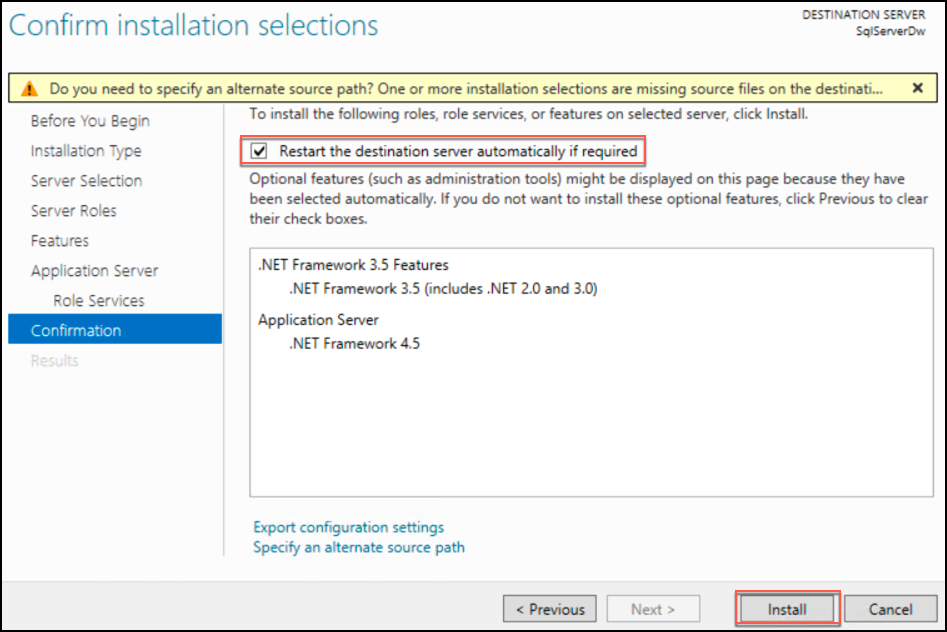 Confirm installation selections
DESTINATION SERVER
SqlServerDw
Do you need to specify an alternate source path? One or more installation selections are missing source files on the destinati...
Before You Begin
Installation Type
Server Selection
Server Roles
Features
Application Server
Role Services
Confirmation
Results
To install the following roles, role services, or features on selected server, click Install.
Restart the destination server automatically if required
Optional features (such as administration tools) might be displayed on this page because they have
been selected automatically. If you do not want to install these optional features, click Previous to clear
their check boxes.
.NET Framework 3.5 Features
.NET Framework 3.5 (includes .NET 2.0 and 3.0)
Application Server
.NET Framework 4.5
Export configuration settings
Specify an alternate source path
< Previous
Next >
Install
Cancel